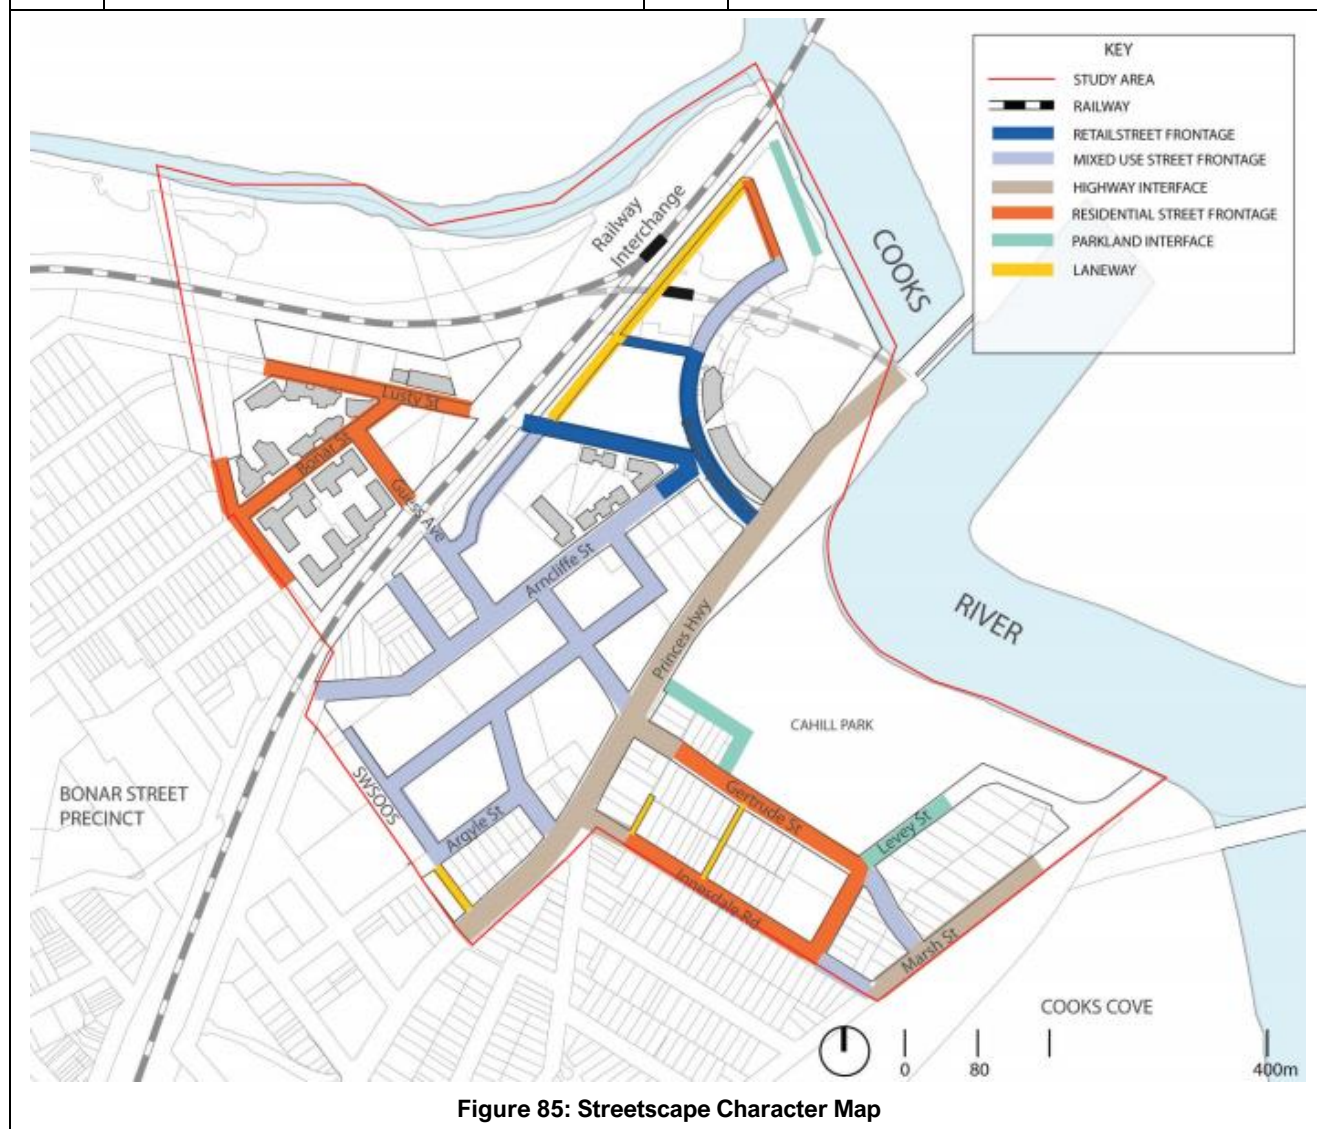 KEY
STUDY AREA
RAILWAY
RETAILSTREET FRONTAGE
MIXED USE STREET FRONTAGE
HIGHWAY INTERFACE
RESIDENTIAL STREET FRONTAGE
PARKLAND INTERFACE
LANEWAY
Railway
Interchange
COOKS
Lusty St
Bonar St
Guess Ave
Arncliffe St
RIVER
Princes Hwy
CAHILL PARK
BONAR STREET
PRECINCT
SWSOOS
Argyle St
Gertrude St
Levey St
Innesdale Rd
Marsh St
COOKS COVE
0
80
400m
Figure 85: Streetscape Character Map